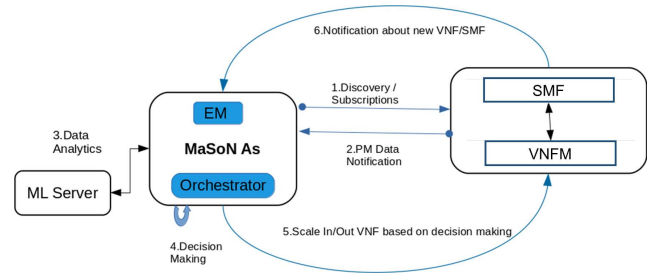 6.Notification about new VNF/SMF
1.Discovery /
Subscriptions
SMF
EM
3.Data
Analytics
MaSoN As
2.PM Data
Notification
VNFM
ML Server
Orchestrator
4.Decision
Making
5.Scale In/Out VNF based on decision making